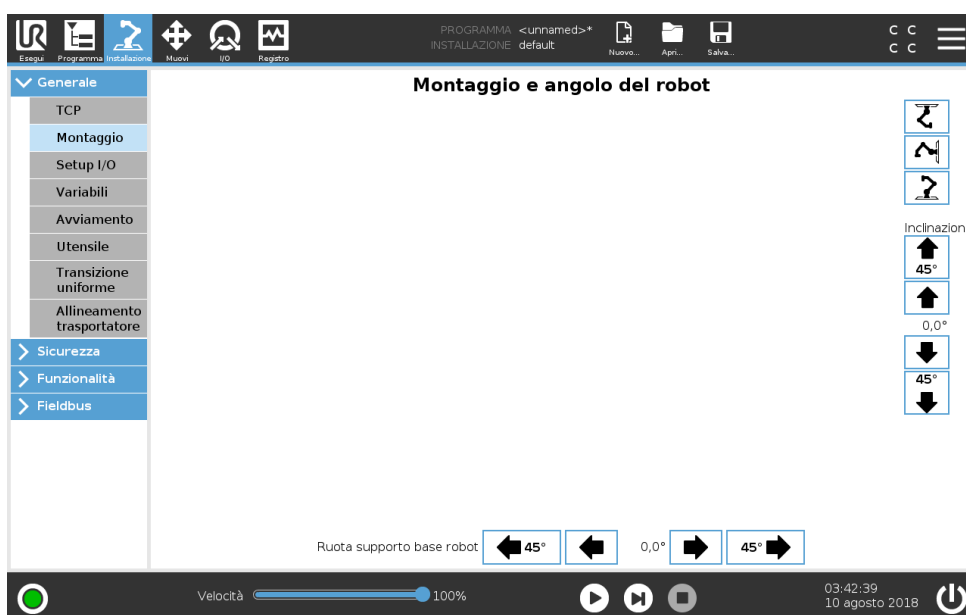 PROGRAMMA <unnamed>*
INSTALLAZIONE default
UR
Esegui Programma Installazione Muovi I/O Registro
Nuovo... Apri... Salva...
C C
C C
Generale
TCP
Montaggio
Setup I/O
Variabili
Avviamento
Utensile
Transizione
uniforme
Allineamento
trasportatore
Sicurezza
Funzionalità
Fieldbus
Montaggio e angolo del robot
Inclinazion
45°
0,0°
45°
Ruota supporto base robot 45° 0,0° 45°
Velocità 100%
03:42:39
10 agosto 2018